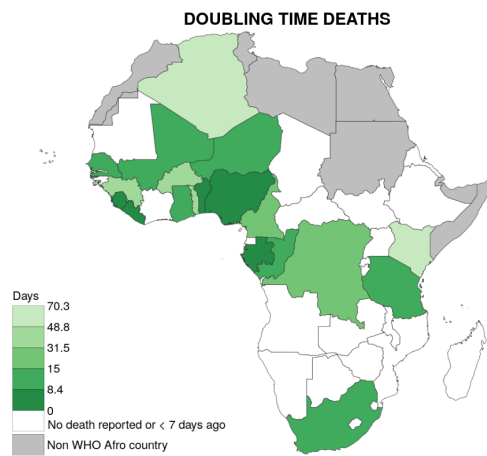 DOUBLING TIME DEATHS
Days
70.3
48.8
31.5
15
8.4
0
No death reported or < 7 days ago
Non WHO Afro country